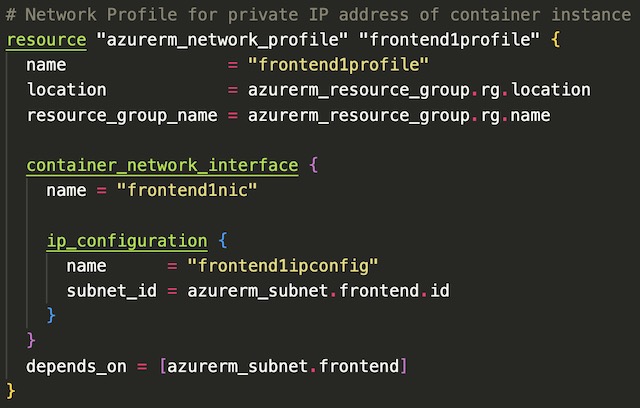 # Network Profile for private IP address of container instance
resource "azurerm_network_profile" "frontend1profile" {
  name                = "frontend1profile"
  location            = azurerm_resource_group.rg.location
  resource_group_name = azurerm_resource_group.rg.name

  container_network_interface {
    name = "frontend1nic"

    ip_configuration {
      name      = "frontend1ipconfig"
      subnet_id = azurerm_subnet.frontend.id
    }
  }
  depends_on = [azurerm_subnet.frontend]
}